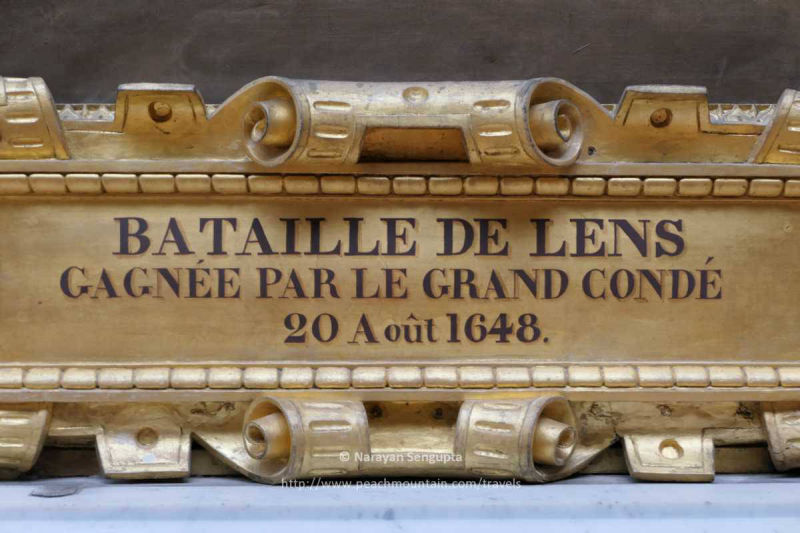 BATAILLE DE LENS
GAGNÉE PAR LE GRAND CONDÉ
20 Août 1648.
© Narayan Sengupta
http://www.peachmountain.com/travels